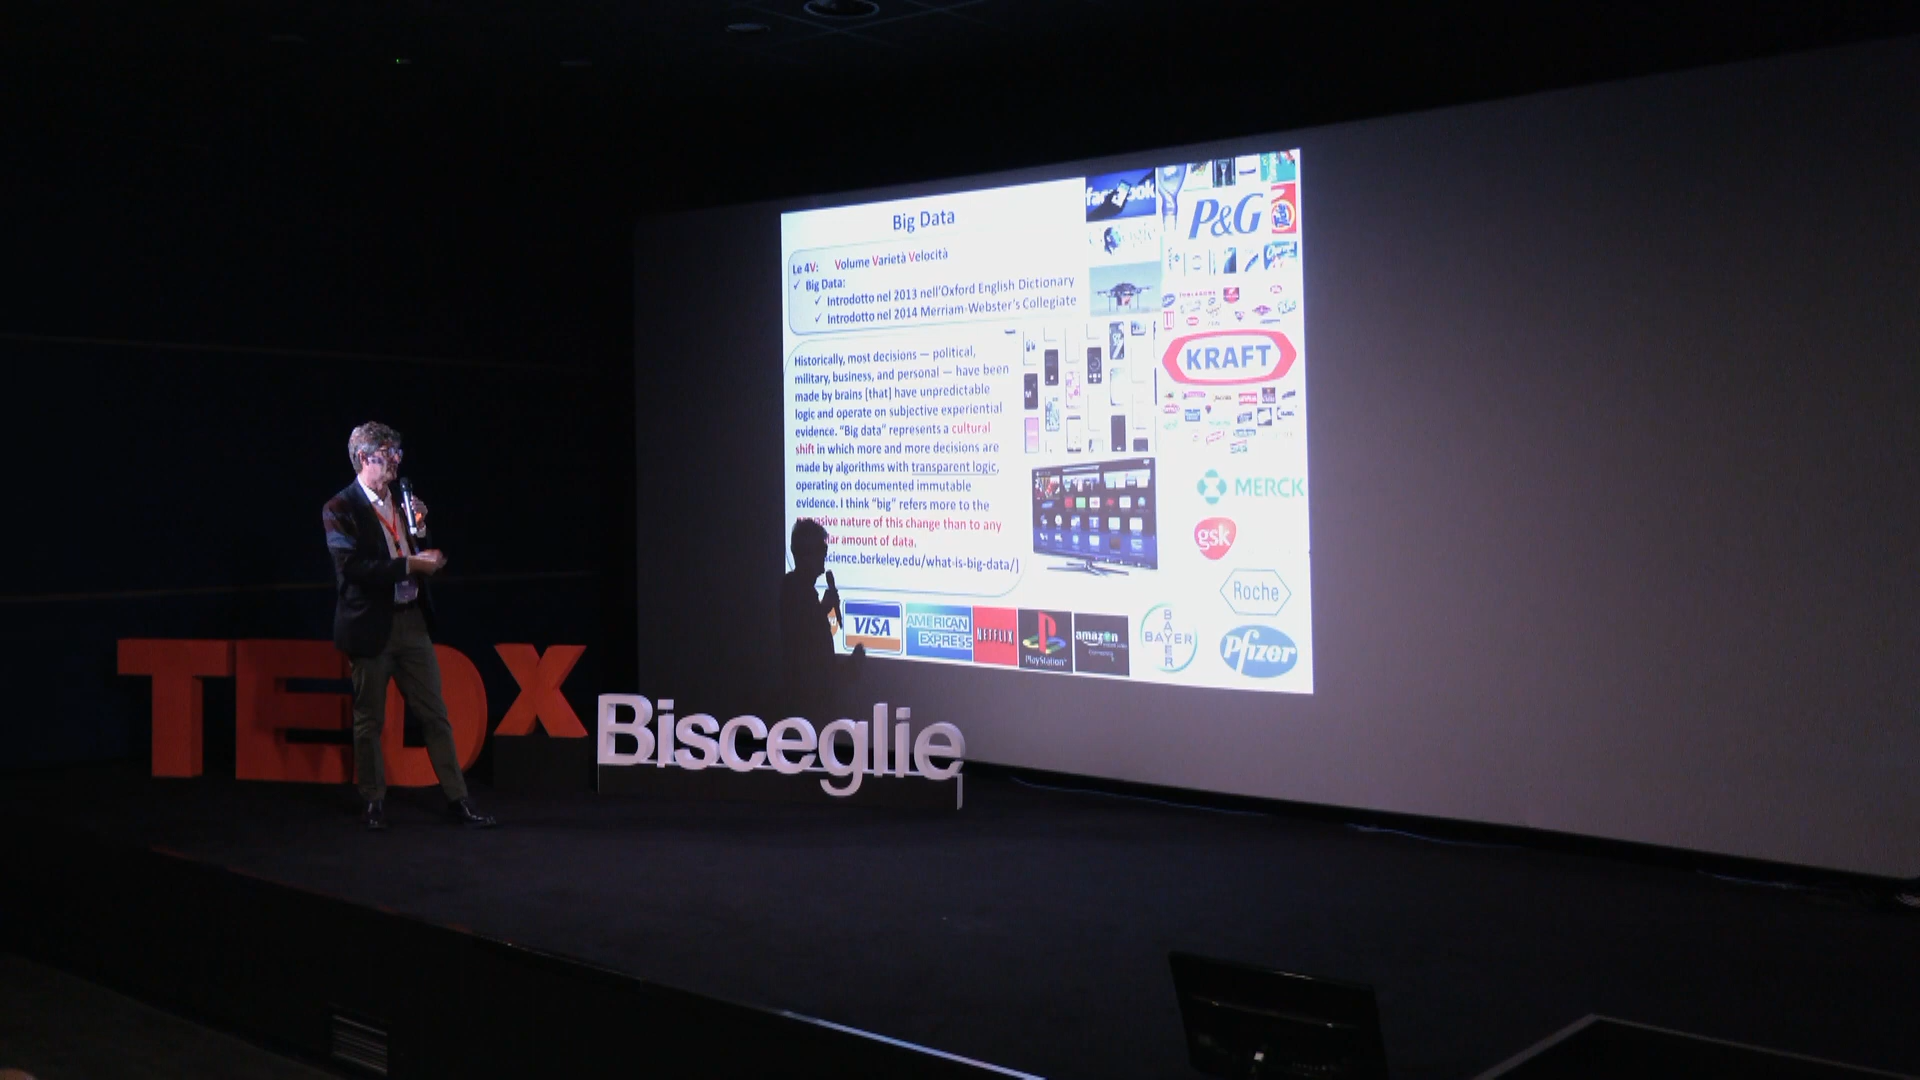 Big Data
Le 4V: Volume Varietà Velocità
✓ Big Data:
✓ Introdotto nel 2013 nell'Oxford English Dictionary
✓ Introdotto nel 2014 Merriam-Webster's Collegiate
Historically, most decisions — political,
military, business, and personal — have been
made by brains [that] have unpredictable
logic and operate on subjective experiential
evidence. "Big data" represents a cultural
shift in which more and more decisions are
made by algorithms with transparent logic,
operating on documented immutable
evidence. I think "big" refers more to the
nature of this change than to any
amount of data.
science.berkeley.edu/what-is-big-data/]
P&G
KRAFT
MERCK
gsk
Roche
Pfizer
VISA
AMERICAN
EXPRESS
NETFLIX
PlayStation
amazon
BAYER
BAYER
TEDx
Bisceglie